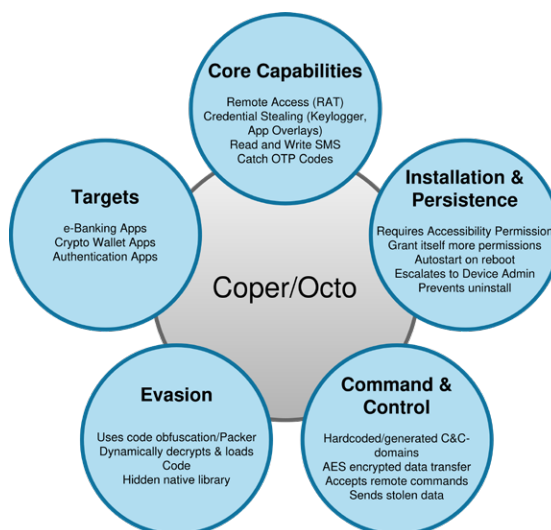 Core Capabilities
Remote Access (RAT)
Credential Stealing (Keylogger,
App Overlays)
Read and Write SMS
Catch OTP Codes
Targets
e-Banking Apps
Crypto Wallet Apps
Authentication Apps
Installation &
Persistence
Requires Accessibility Permission
Grant itself more permissions
Autostart on reboot
Escalates to Device Admin
Prevents uninstall
Coper/Octo
Evasion
Uses code obfuscation/Packer
Dynamically decrypts & loads
Code
Hidden native library
Command &
Control
Hardcoded/generated C&C-
domains
AES encrypted data transfer
Accepts remote commands
Sends stolen data